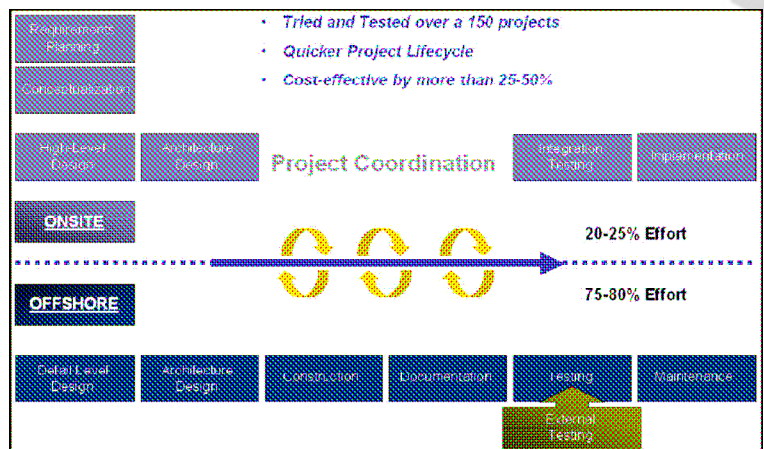 Requirements
Planning
• Tried and Tested over a 150 projects
• Quicker Project Lifecycle
• Cost-effective by more than 25-50%
Conceptualization
High-Level
Design
Architecture
Design
Project Coordination
Integration
Testing
Implementation
ONSITE
20-25% Effort
OFFSHORE
75-80% Effort
Detail Level
Design
Architecture
Design
Construction
Documentation
Testing
Maintenance
External
Testing